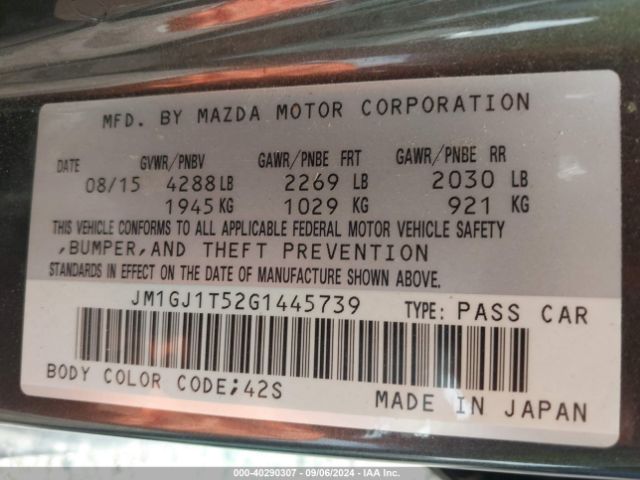 MFD. BY MAZDA MOTOR CORPORATION
DATE GVWR/PNBV GAWR/PNBE FRT GAWR/PNBE RR
08/15 4288 LB 2269 LB 2030 LB
1945 KG 1029 KG 921 KG
THIS VEHICLE CONFORMS TO ALL APPLICABLE FEDERAL MOTOR VEHICLE SAFETY
,BUMPER,AND THEFT PREVENTION
STANDARDS IN EFFECT ON THE DATE OF MANUFACTURE SHOWN ABOVE.
JM1GJ1T52G1445739 TYPE: PASS CAR
BODY COLOR CODE;42S MADE IN JAPAN
000-40290307 - 09/06/2024 - IAA Inc.